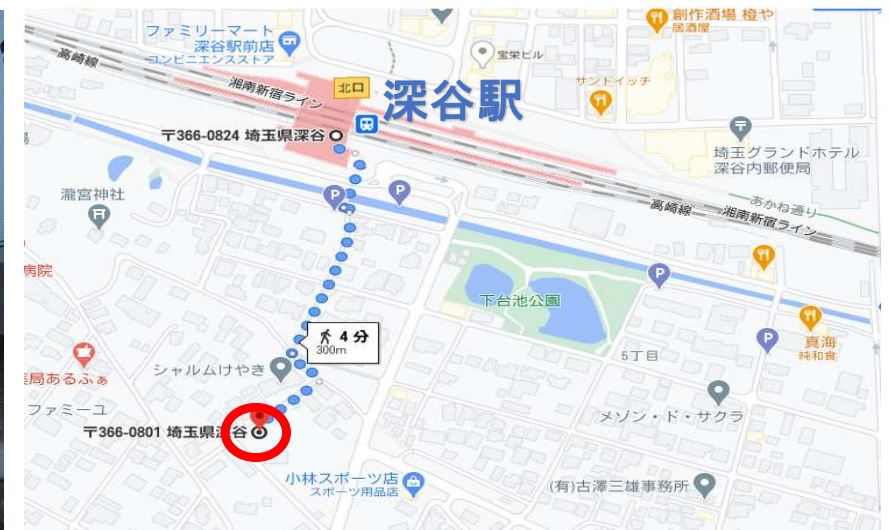 創作酒場 橙や
居酒屋
ファミリーマート
深谷駅前店
コンビニエンスストア
宝栄ビル
高崎線
湘南新宿ライン
北口
深谷駅
サンドイッチ
〒366-0824 埼玉県深谷
埼玉グランドホテル
深谷内郵便局
瀧宮神社
P
P
高崎線
湘南新宿ライン
あかね通り
病院
P
下台池公園
4 分
300m
真海
純和食
P
5丁目
シャルムけやき
薬局あるふぁ
ファミーユ
メゾン・ド・サクラ
〒366-0801 埼玉県深谷
小林スポーツ店
スポーツ用品店
(有)古澤三雄事務所